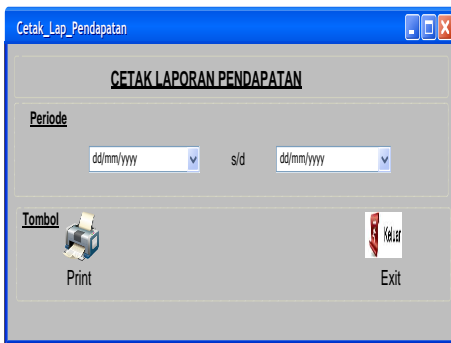 Cetak_Lap_Pendapatan
CETAK LAPORAN PENDAPATAN
Periode
dd/mm/yyyy s/d dd/mm/yyyy
Tombol
Keluar
Print Exit